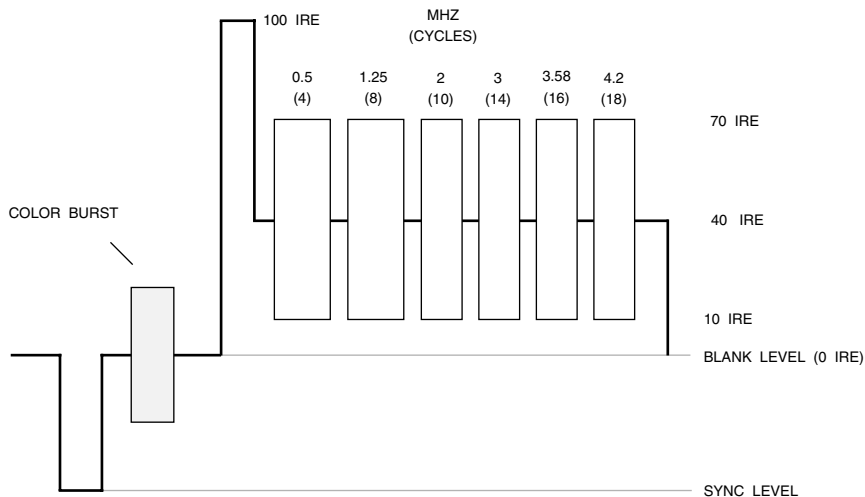 100 IRE
MHZ
(CYCLES)
0.5 1.25 2 3 3.58 4.2
(4) (8) (10) (14) (16) (18)
70 IRE
COLOR BURST
40 IRE
10 IRE
BLANK LEVEL (0 IRE)
SYNC LEVEL